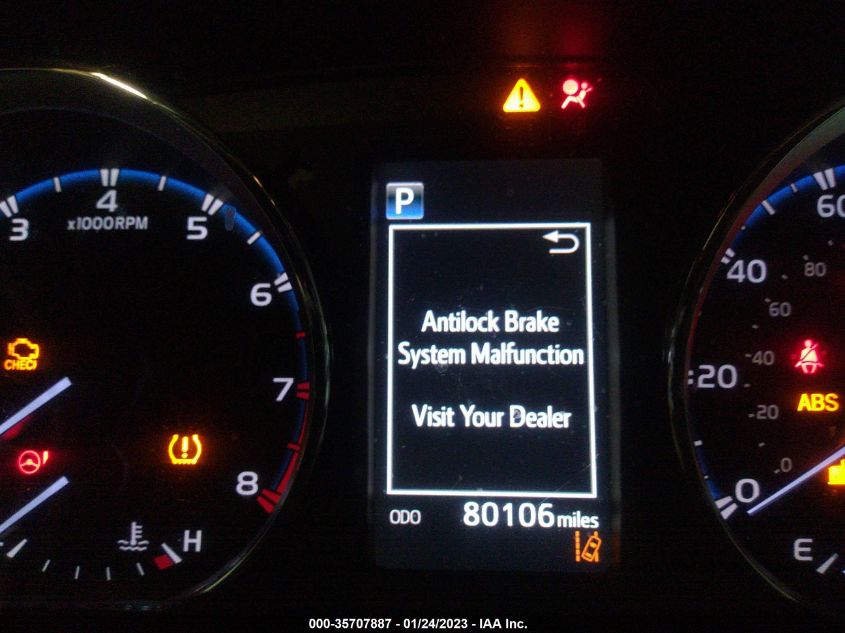 P
3
4
5
x1000RPM
6
7
8
H
CHECK
Antilock Brake
System Malfunction
Visit Your Dealer
ODO 80106 miles
60
40
80
60
20
40
20
0
0
ABS
E
000-35707887 - 01/24/2023 - IAA Inc.